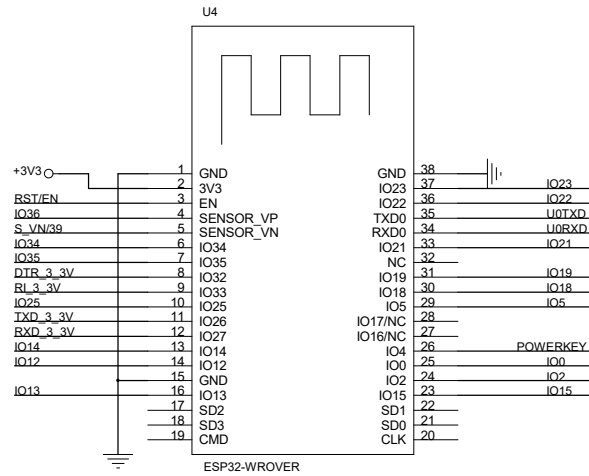 U4
+3V3 1 GND GND 38
2 3V3 IO23 37 IO23
RST/EN 3 EN IO22 36 IO22
IO36 4 SENSOR_VP TXD0 35 U0TXD
S_VN/39 5 SENSOR_VN RXD0 34 U0RXD
IO34 6 IO34 IO21 33 IO21
IO35 7 IO35 NC 32
DTR_3_3V 8 IO32 IO19 31 IO19
RI_3_3V 9 IO33 IO18 30 IO18
IO25 10 IO25 IO5 29 IO5
TXD_3_3V 11 IO26 IO17/NC 28
RXD_3_3V 12 IO27 IO16/NC 27
IO14 13 IO14 IO4 26 POWERKEY
IO12 14 IO12 IO0 25 IO0
15 GND IO2 24 IO2
IO13 16 IO13 IO15 23 IO15
17 SD2 SD1 22
18 SD3 SD0 21
19 CMD CLK 20
ESP32-WROVER